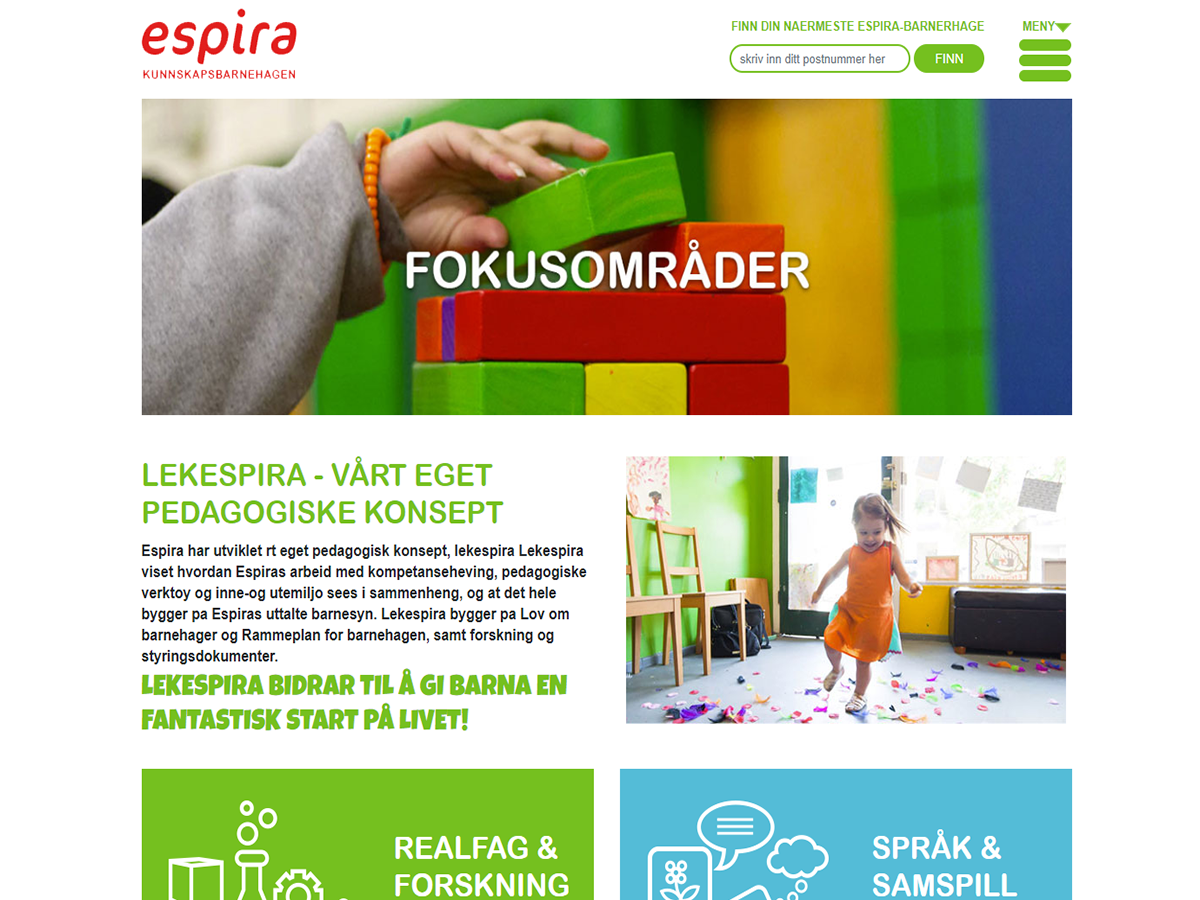 espira
KUNNSKAPSBARNEHAGEN
FINN DIN NAERMESTE ESPIRA-BARNERHAGE
skriv inn ditt postnummer her
FINN
MENY
FOKUSOMRÅDER
LEKESPIRA - VÅRT EGET
PEDAGOGISKE KONSEPT
Espira har utviklet rt eget pedagogisk konsept, lekespira Lekespira
viset hvordan Espiras arbeid med kompetanseheving, pedagogiske
verktoy og inne-og utemiljo sees i sammenheng, og at det hele
bygger pa Espiras uttalte barnesyn. Lekespira bygger pa Lov om
barnehager og Rammeplan for barnehagen, samt forskning og
styringsdokumenter.
LEKESPIRA BIDRAR TIL Å GI BARNA EN
FANTASTISK START PÅ LIVET!
REALFAG &
FORSKNING
SPRÅK &
SAMSPILL